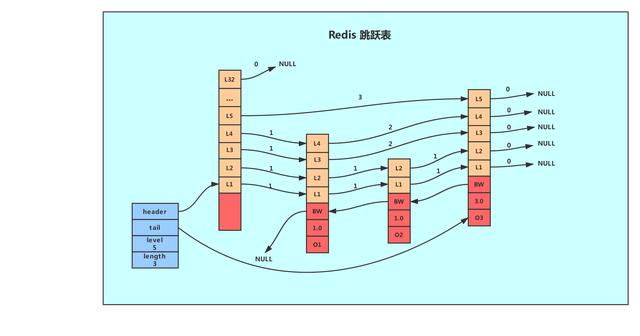 Redis 跳跃表
0
NULL
L32
...
L5
L4
L3
L2
L1
3
1
1
1
1
L4
L3
L2
L1
BW
1.0
O1
NULL
2
2
1
1
L2
L1
BW
1.0
O2
1
1
L5
L4
L3
L2
L1
BW
3.0
O3
0
NULL
0
NULL
0
NULL
0
NULL
0
NULL
header
tail
level
5
length
3